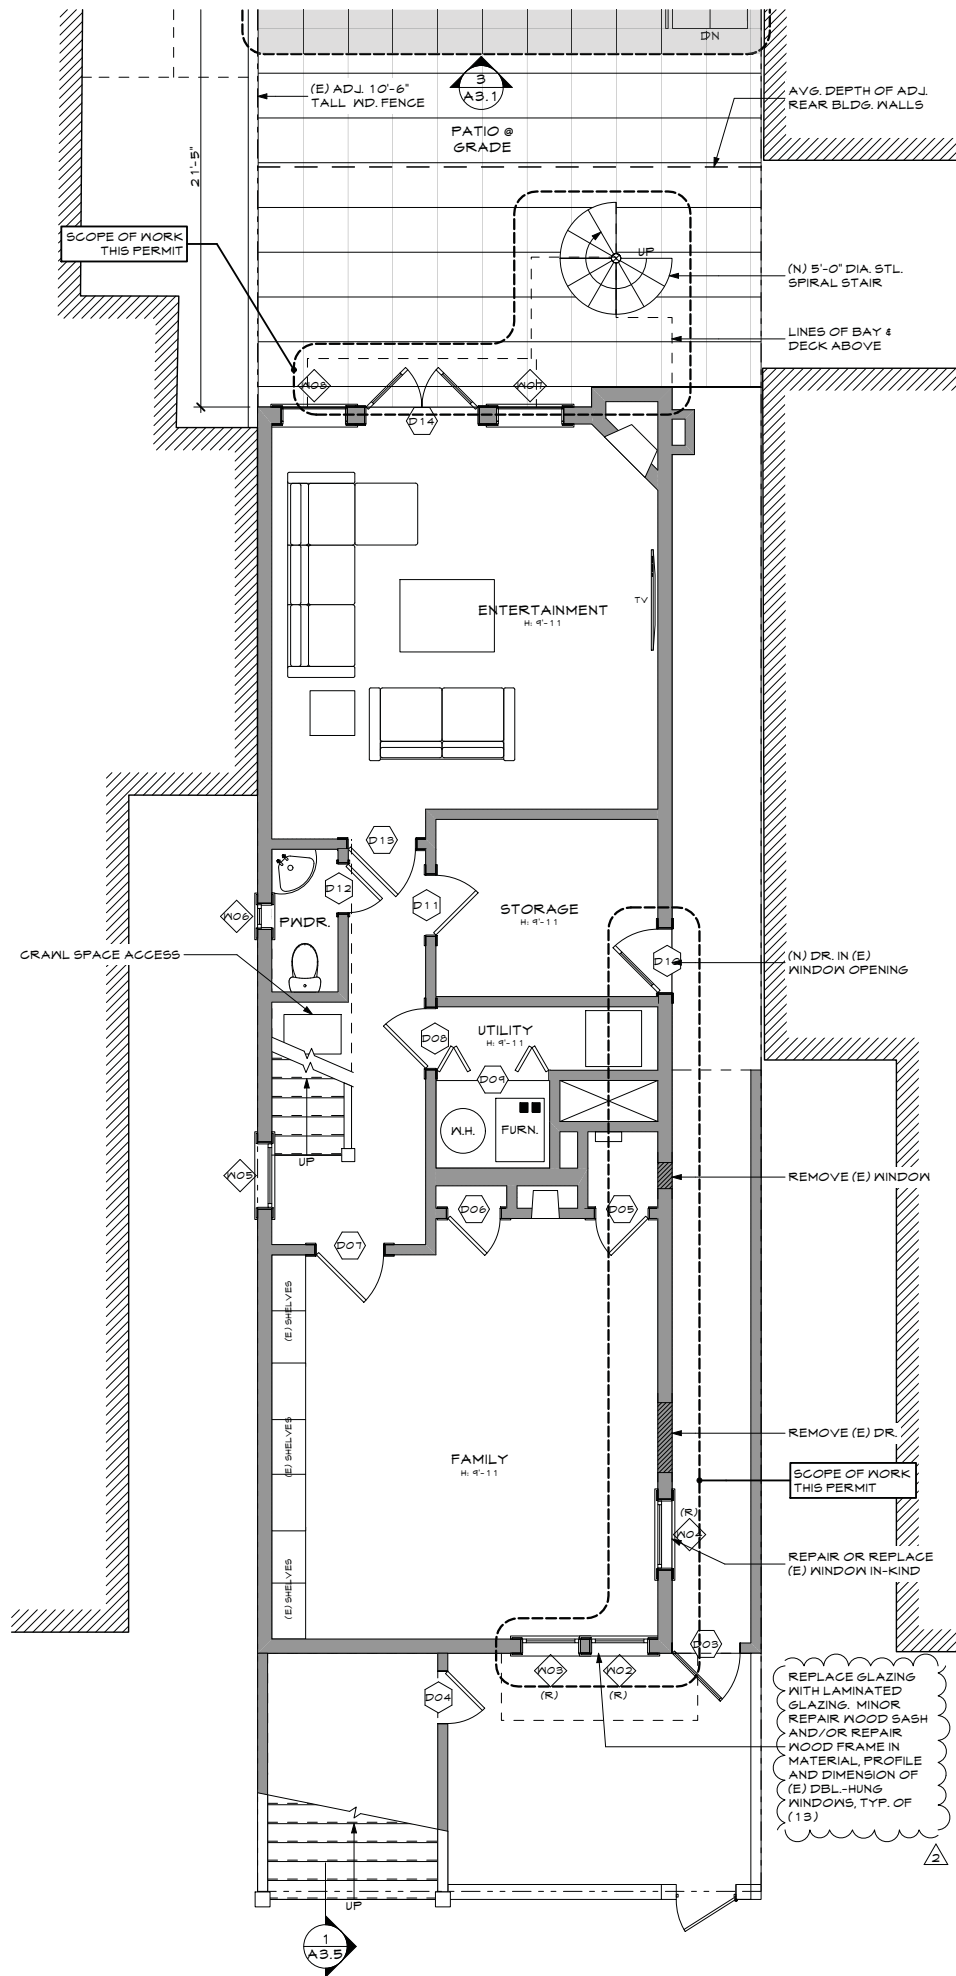 DN
(E) ADJ. 10'-6"
TALL WD. FENCE
3
A3.1
AVG. DEPTH OF ADJ.
REAR BLDG. WALLS
PATIO @
GRADE
21'-5"
SCOPE OF WORK
THIS PERMIT
UP
(N) 5'-0" DIA. STL.
SPIRAL STAIR
LINES OF BAY &
DECK ABOVE
W08
W07
D14
ENTERTAINMENT
H: 9'-11
TV
D13
D12
D11
W06
PWDR.
STORAGE
H: 9'-11
CRAWL SPACE ACCESS
D10
(N) DR. IN (E)
WINDOW OPENING
D08
UTILITY
H: 9'-11
D09
W.H.
FURN.
UP
W05
REMOVE (E) WINDOW
D06
D05
D07
(E) SHELVES
(E) SHELVES
(E) SHELVES
REMOVE (E) DR.
FAMILY
H: 9'-11
SCOPE OF WORK
THIS PERMIT
(R)
W04
REPAIR OR REPLACE
(E) WINDOW IN-KIND
D03
W03
W02
(R)
(R)
D04
REPLACE GLAZING
WITH LAMINATED
GLAZING. MINOR
REPAIR WOOD SASH
AND/OR REPAIR
WOOD FRAME IN
MATERIAL, PROFILE
AND DIMENSION OF
(E) DBL.-HUNG
WINDOWS, TYP. OF
(13)
2
UP
1
A3.5